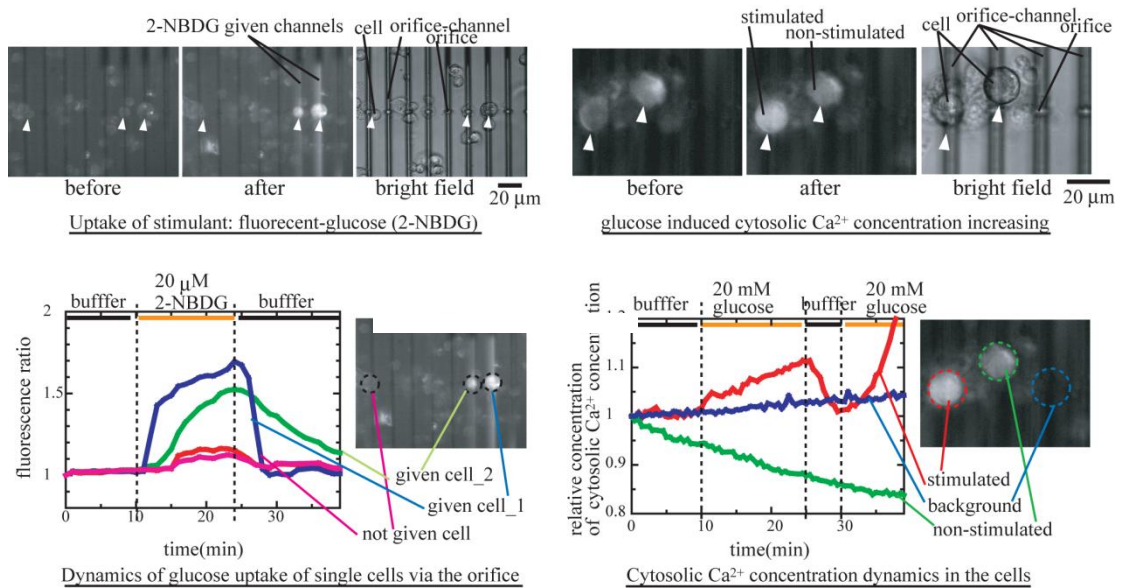 2-NBDG given channels
cell
orifice-channel
orifice
before
after
bright field
20 μm
Uptake of stimulant: fluorecent-glucose (2-NBDG)
stimulated
non-stimulated
cell
orifice-channel
orifice
before
after
bright field
20 μm
glucose induced cytosolic Ca²⁺ concentration increasing
20 μM
2-NBDG
bufffer
bufffer
2
1.5
1
fluorescence ratio
0
10
20
30
time(min)
given cell_2
given cell_1
not given cell
Dynamics of glucose uptake of single cells via the orifice
20 mM
glucose
20 mM
glucose
bufffer
bufffer
1.1
1.0
0.9
0.8
relative concentration
of cytosolic Ca²⁺ concen
0
10
20
30
time(min)
stimulated
background
non-stimulated
Cytosolic Ca²⁺ concentration dynamics in the cells